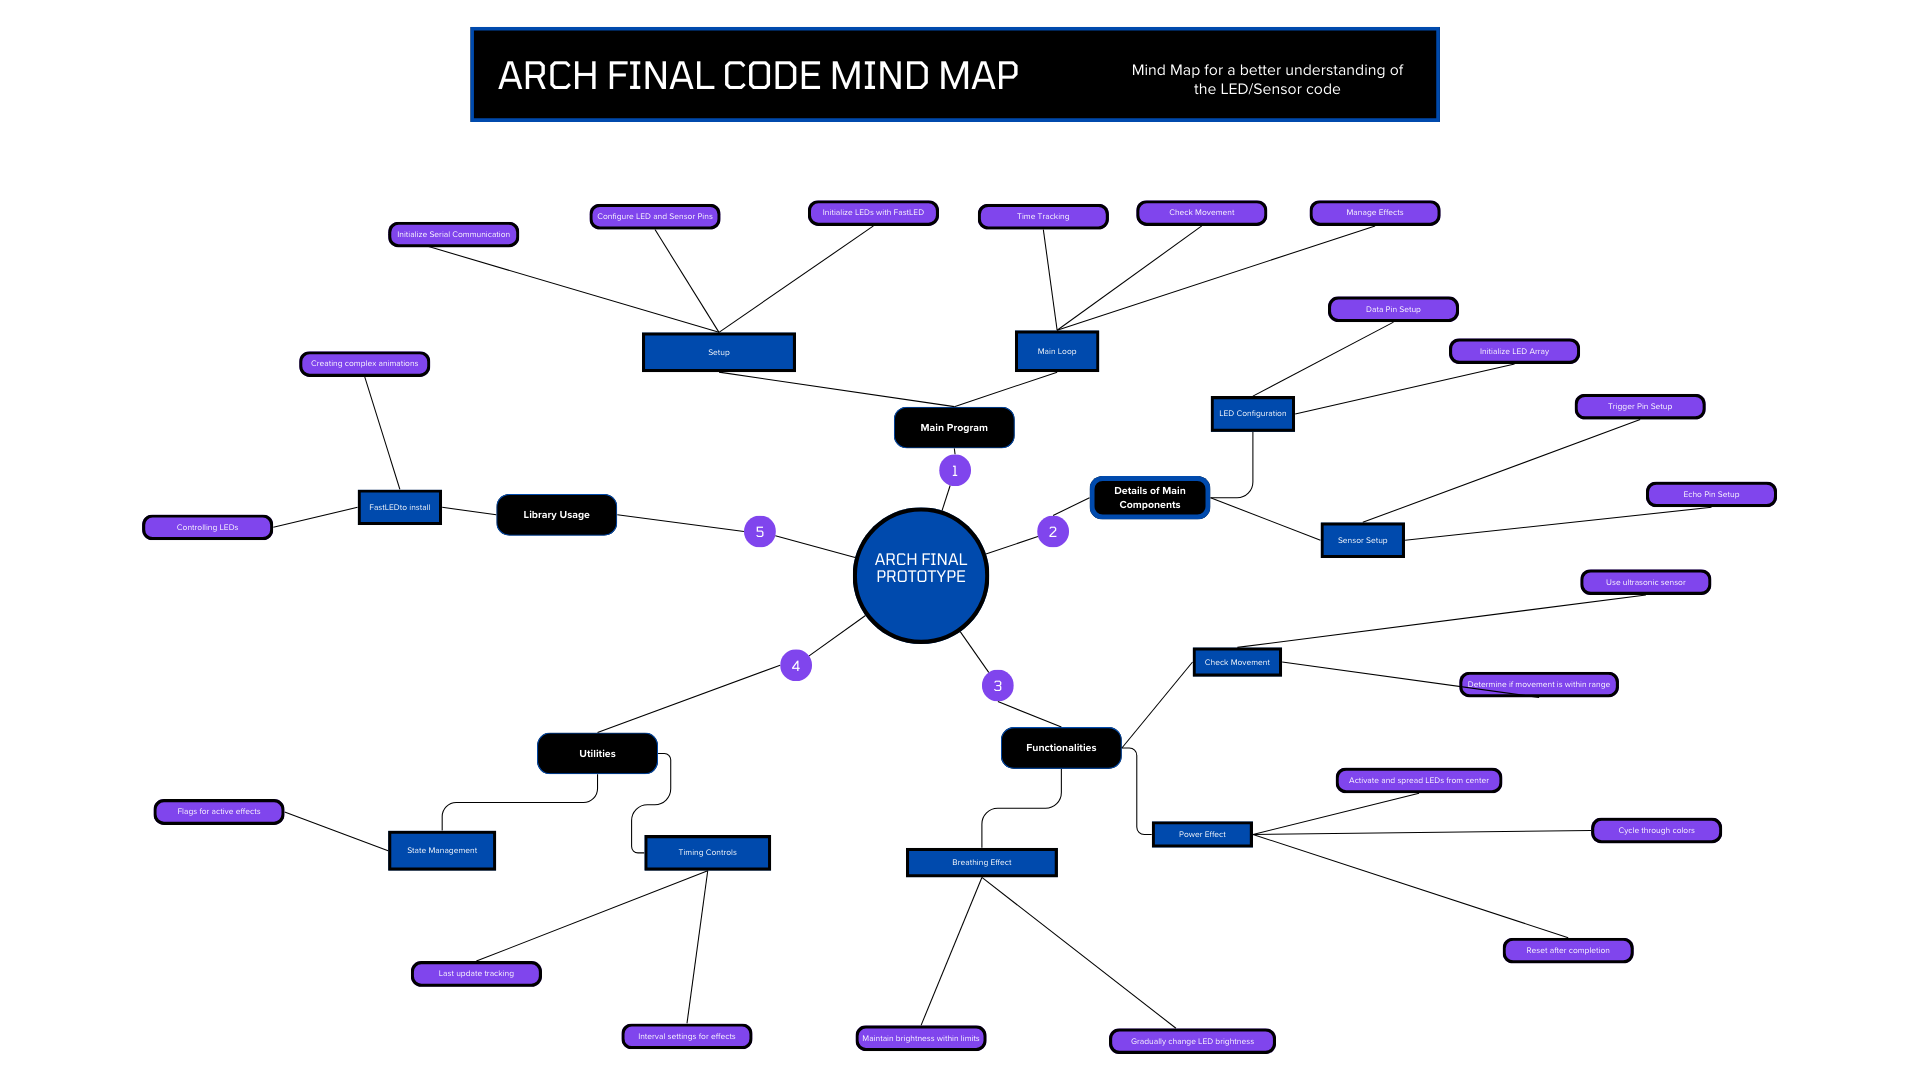 ARCH FINAL CODE MIND MAP
Mind Map for a better understanding of
the LED/Sensor code
Initialize Serial Communication
Configure LED and Sensor Pins
Initialize LEDs with FastLED
Time Tracking
Check Movement
Manage Effects
Setup
Main Loop
Main Program
1
Data Pin Setup
Initialize LED Array
LED Configuration
Trigger Pin Setup
Echo Pin Setup
Sensor Setup
Details of Main
Components
2
Creating complex animations
Controlling LEDs
FastLEDto install
Library Usage
5
ARCH FINAL
PROTOTYPE
Use ultrasonic sensor
Check Movement
Determine if movement is within range
3
Functionalities
Activate and spread LEDs from center
Cycle through colors
Power Effect
Reset after completion
Breathing Effect
Maintain brightness within limits
Gradually change LED brightness
4
Utilities
Flags for active effects
State Management
Timing Controls
Last update tracking
Interval settings for effects